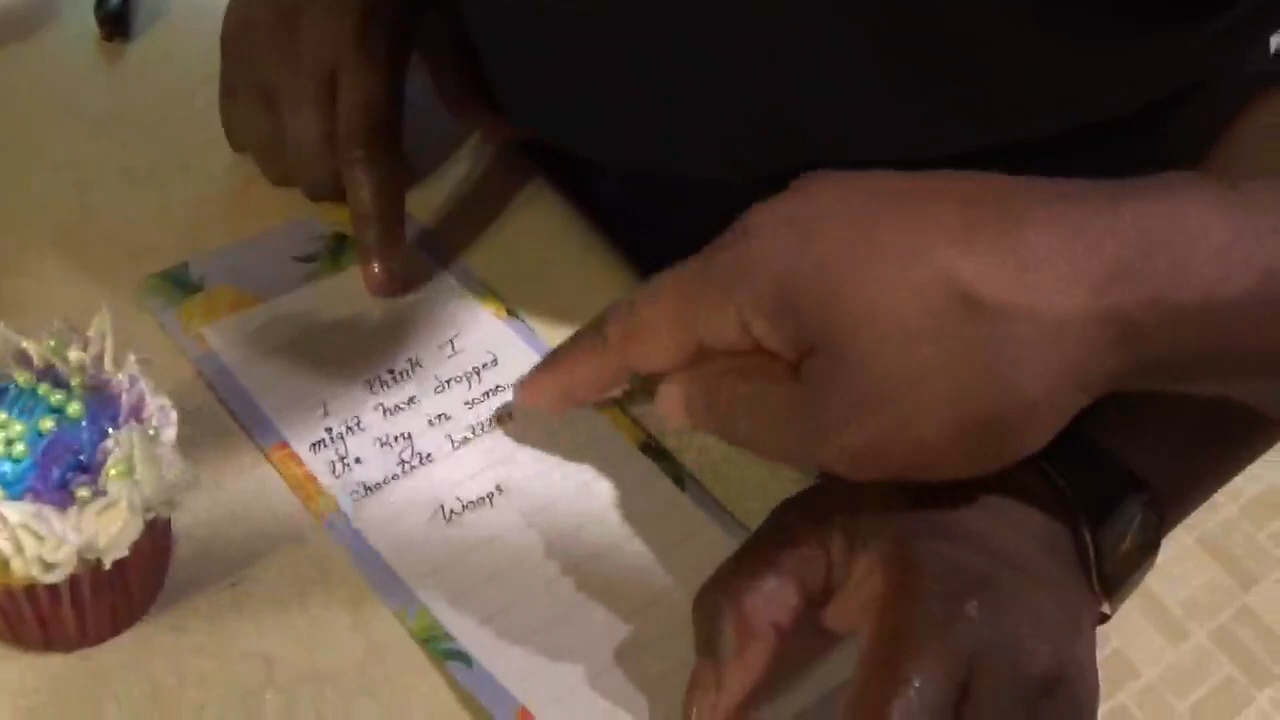 I think I
might have dropped
the key in some
chocolate batter
Woops